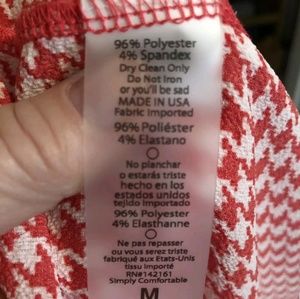 96% Polyester
4% Spandex
Dry Clean Only
Do Not Iron
or you'll be sad
MADE IN USA
Fabric Imported
96% Poliéster
4% Elastano
No planchar
o estarás triste
hecho en los
estados unidos
tejido importado
96% Polyester
4% Elasthanne
Ne pas repasser
ou vous serez triste
fabriqué aux États-Unis
tissu importé
RN#142161
Simply Comfortable
M